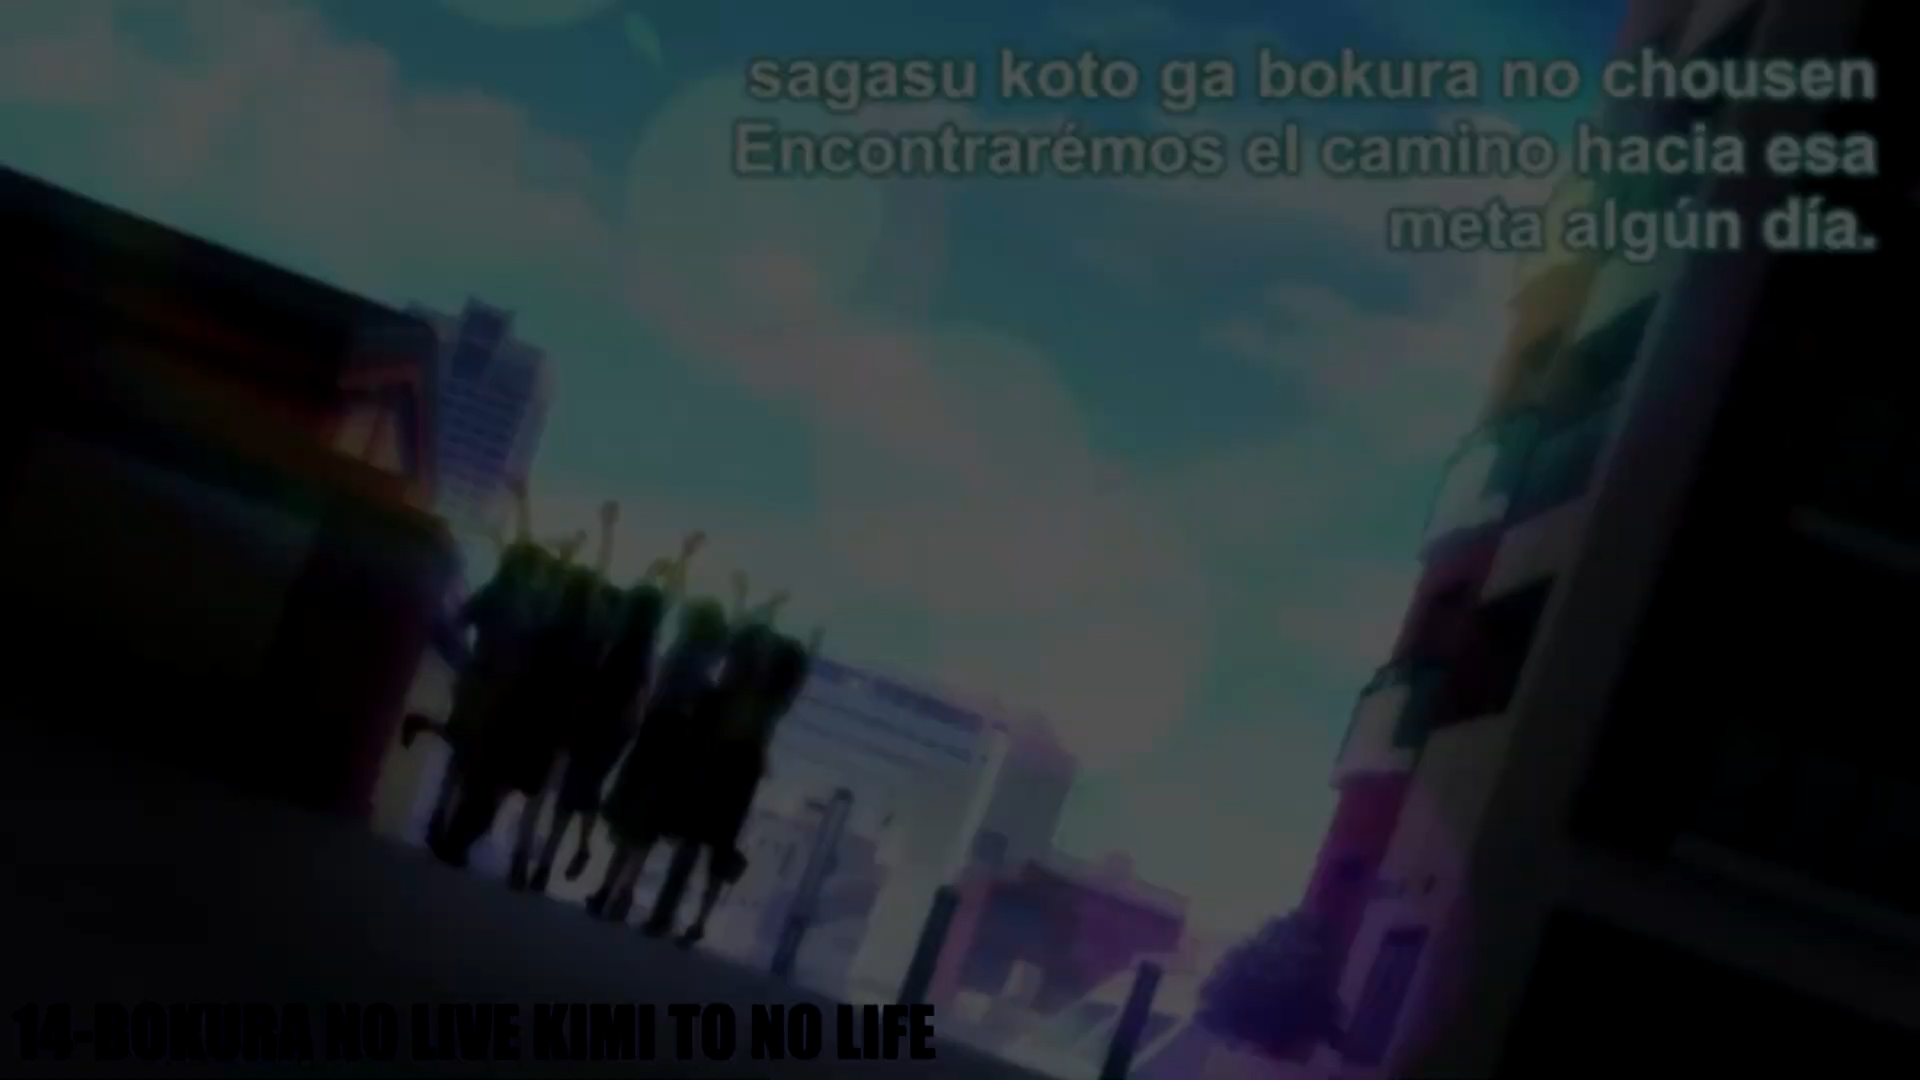 sagasu koto ga bokura no chousen
Encontrarémos el camino hacia esa
meta algún día.
14-BOKURA NO LIVE KIMI TO NO LIFE